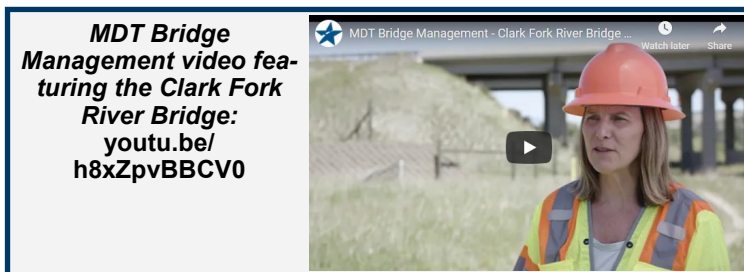 MDT Bridge
Management video fea-
turing the Clark Fork
River Bridge:
youtu.be/
h8xZpvBBCV0
MDT Bridge Management - Clark Fork River Bridge ...
Watch later
Share